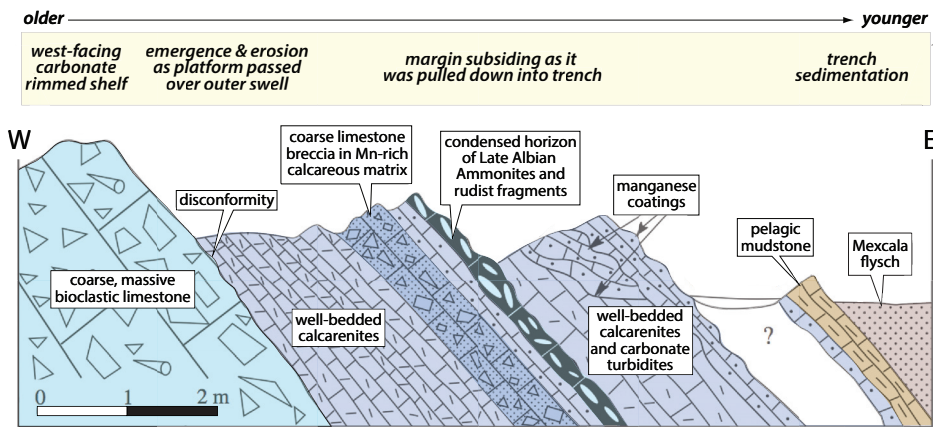 older
younger
west-facing
carbonate
rimmed shelf
emergence & erosion
as platform passed
over outer swell
margin subsiding as it
was pulled down into trench
trench
sedimentation
W
E
coarse limestone
breccia in Mn-rich
calcareous matrix
condensed horizon
of Late Albian
Ammonites and
rudist fragments
disconformity
manganese
coatings
pelagic
mudstone
Mexcala
flysch
coarse, massive
bioclastic limestone
well-bedded
calcarenites
well-bedded
calcarenites
and carbonate
turbidites
?
0 1 2 m